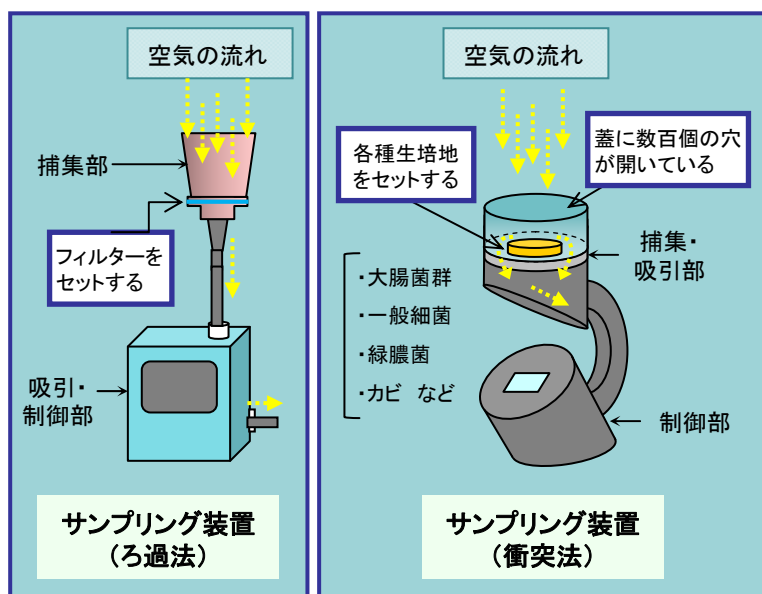 空気の流れ
捕集部
フィルターを
セットする
吸引・
制御部
サンプリング装置
（ろ過法）
空気の流れ
各種生培地
をセットする
蓋に数百個の穴
が開いている
捕集・
吸引部
・大腸菌群
・一般細菌
・緑膿菌
・カビ など
制御部
サンプリング装置
（衝突法）